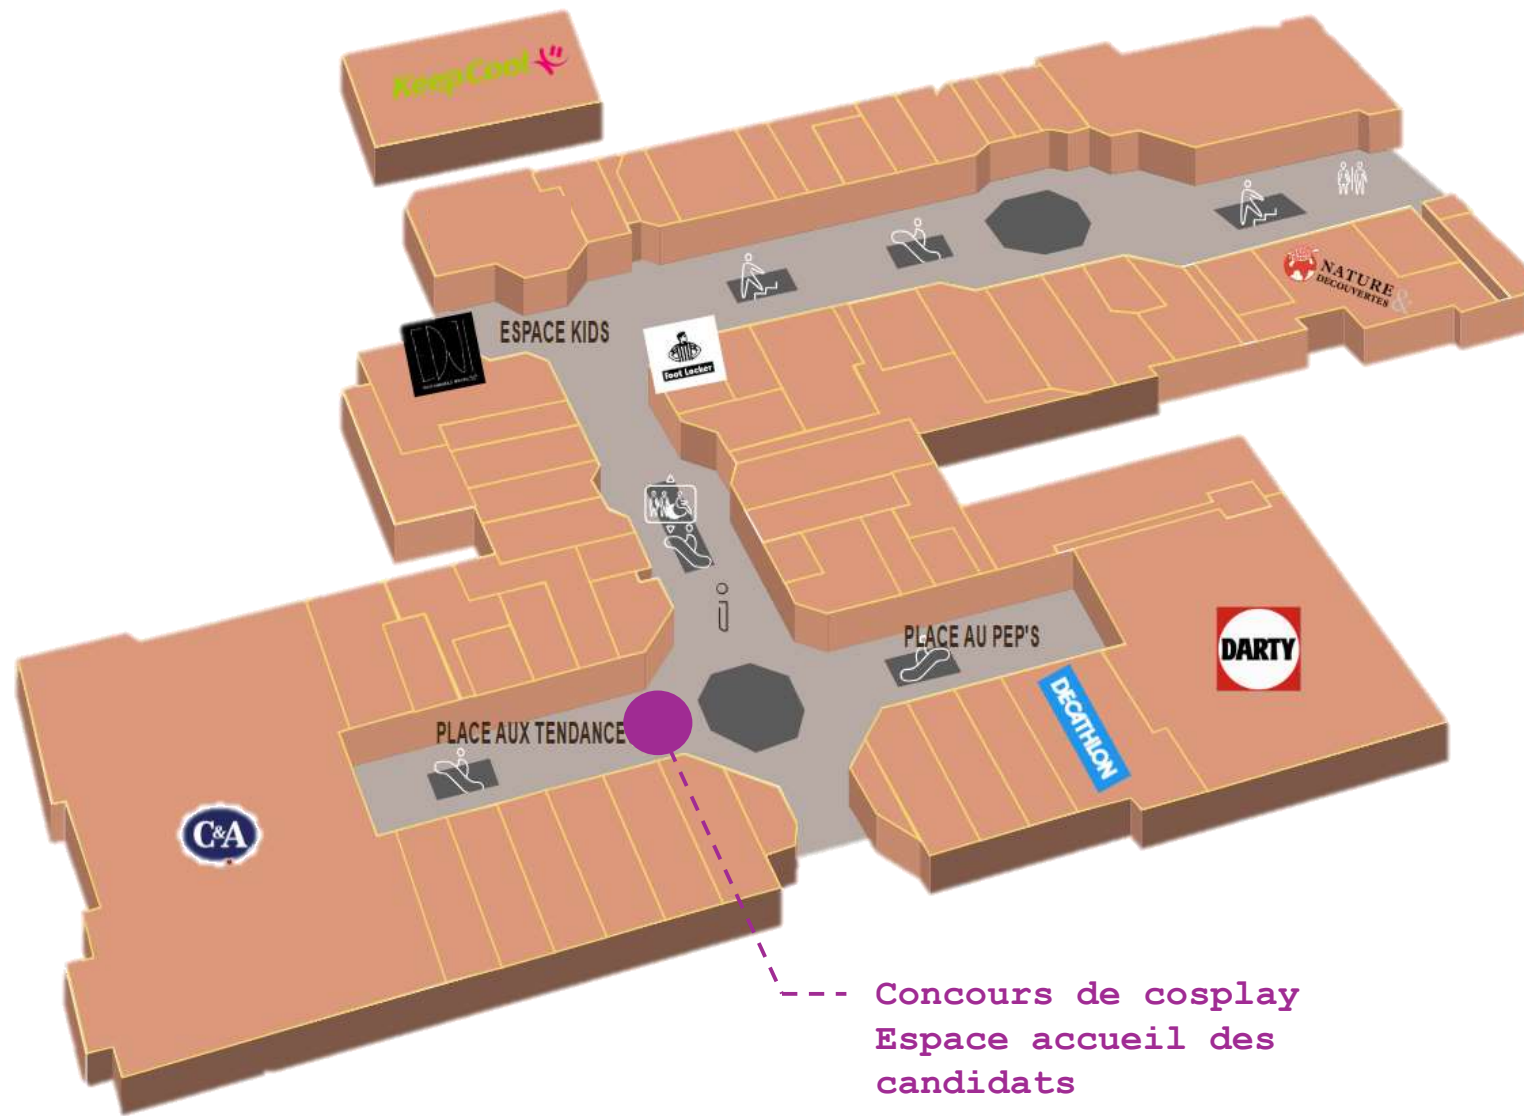 KeepCool
NATURE
DECOUVERTES &
ESPACE KIDS
Foot Locker
i
PLACE AU PEP'S
DARTY
DECATHLON
PLACE AUX TENDANCE
C&A
Concours de cosplay
Espace accueil des
candidats